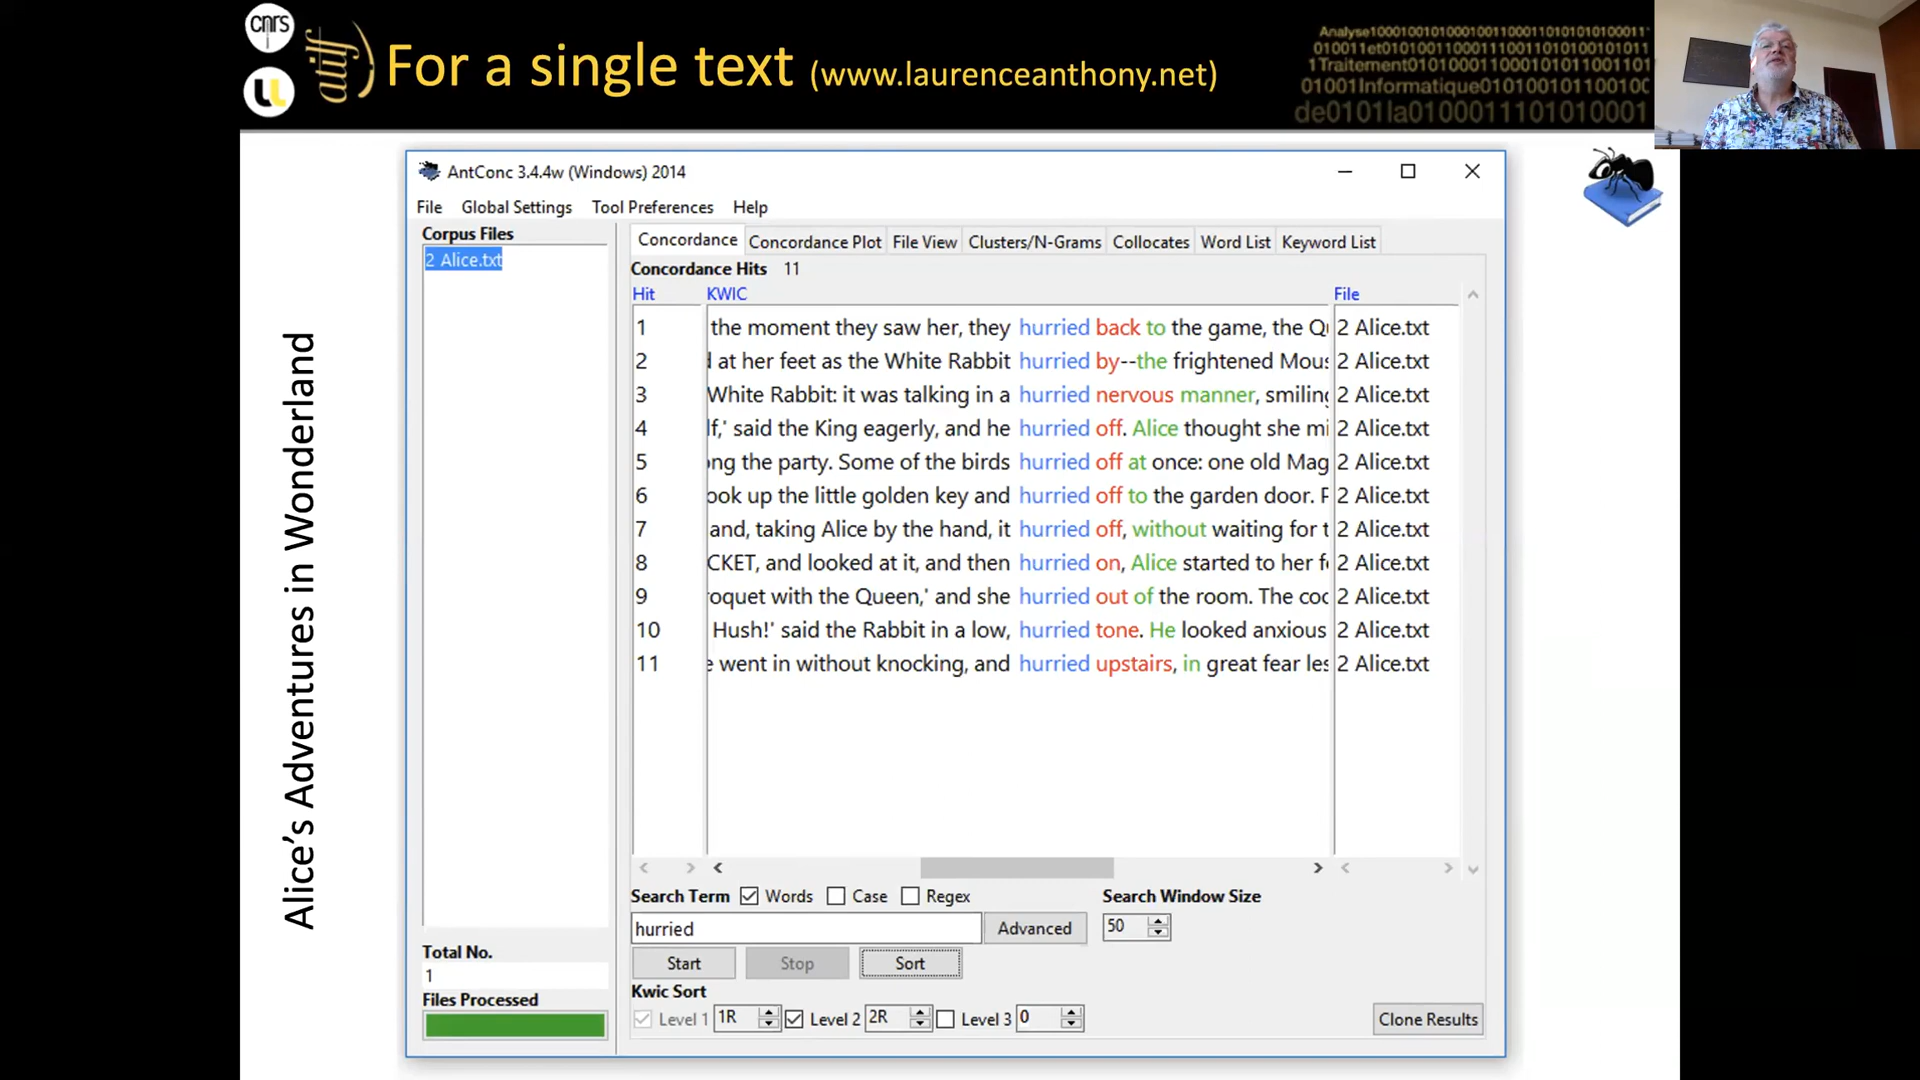 cnrs
atilf
For a single text (www.laurenceanthony.net)
Analyse1000100101000100110001101010100011
010011et010100110001110011010100101011
1Traitement01010100011000101011001101
01001Informatique010100101100100
de0101la0100011101010001
Alice's Adventures in Wonderland
AntConc 3.4.4w (Windows) 2014
File Global Settings Tool Preferences Help
Corpus Files
2 Alice.txt
Total No.
1
Files Processed
Concordance Concordance Plot File View Clusters/N-Grams Collocates Word List Keyword List
Concordance Hits 11
Hit KWIC File
1 the moment they saw her, they hurried back to the game, the Qu 2 Alice.txt
2 d at her feet as the White Rabbit hurried by--the frightened Mous 2 Alice.txt
3 White Rabbit: it was talking in a hurried nervous manner, smiling 2 Alice.txt
4 lf,' said the King eagerly, and he hurried off. Alice thought she mi 2 Alice.txt
5 ong the party. Some of the birds hurried off at once: one old Mag 2 Alice.txt
6 ook up the little golden key and hurried off to the garden door. P 2 Alice.txt
7 and, taking Alice by the hand, it hurried off, without waiting for t 2 Alice.txt
8 CKET, and looked at it, and then hurried on, Alice started to her f 2 Alice.txt
9 roquet with the Queen,' and she hurried out of the room. The coo 2 Alice.txt
10 Hush!' said the Rabbit in a low, hurried tone. He looked anxious 2 Alice.txt
11 e went in without knocking, and hurried upstairs, in great fear les 2 Alice.txt
Search Term Words Case Regex Search Window Size
hurried Advanced 50
Start Stop Sort
Kwic Sort
Level 1 1R Level 2 2R Level 3 0 Clone Results